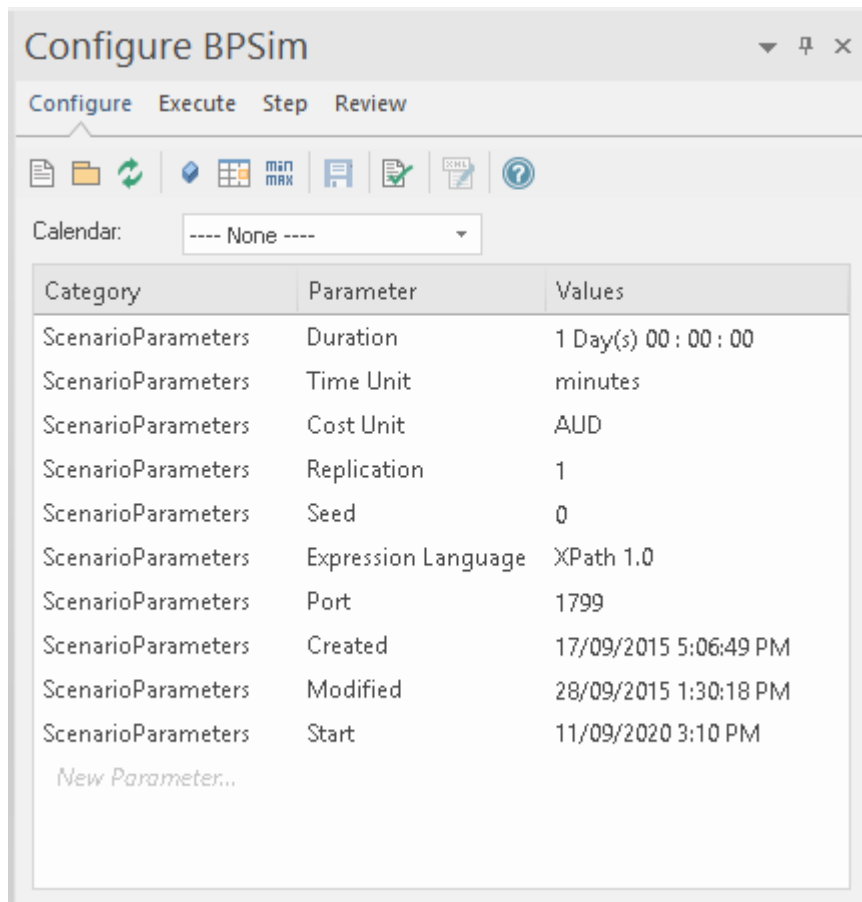 Configure BPSim
Configure Execute Step Review
min
max
XML
Calendar: ---- None ----
Category Parameter Values
ScenarioParameters Duration 1 Day(s) 00 : 00 : 00
ScenarioParameters Time Unit minutes
ScenarioParameters Cost Unit AUD
ScenarioParameters Replication 1
ScenarioParameters Seed 0
ScenarioParameters Expression Language XPath 1.0
ScenarioParameters Port 1799
ScenarioParameters Created 17/09/2015 5:06:49 PM
ScenarioParameters Modified 28/09/2015 1:30:18 PM
ScenarioParameters Start 11/09/2020 3:10 PM
New Parameter...